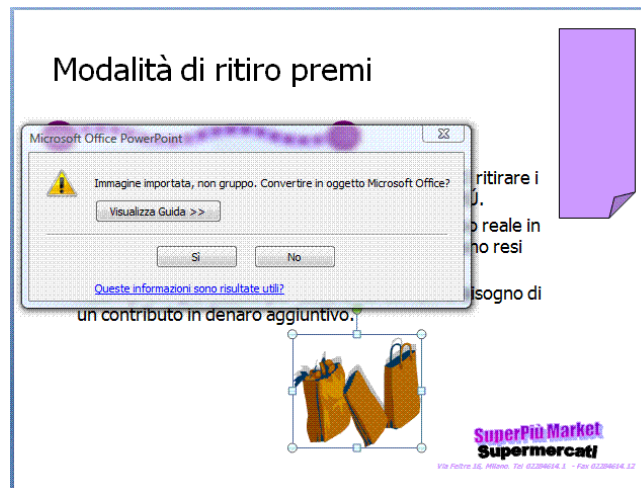 Modalità di ritiro premi
Microsoft Office PowerPoint
Immagine importata, non gruppo. Convertire in oggetto Microsoft Office?
Visualizza Guida >>
Sì
No
Queste informazioni sono risultate utili?
ritirare i
Ú.
reale in
no resi
isogno di
un contributo in denaro aggiuntivo.
SuperPiù Market
Supermercati
Via Feltre 16, Milano. Tel 02284614.1 - Fax 02284614.12